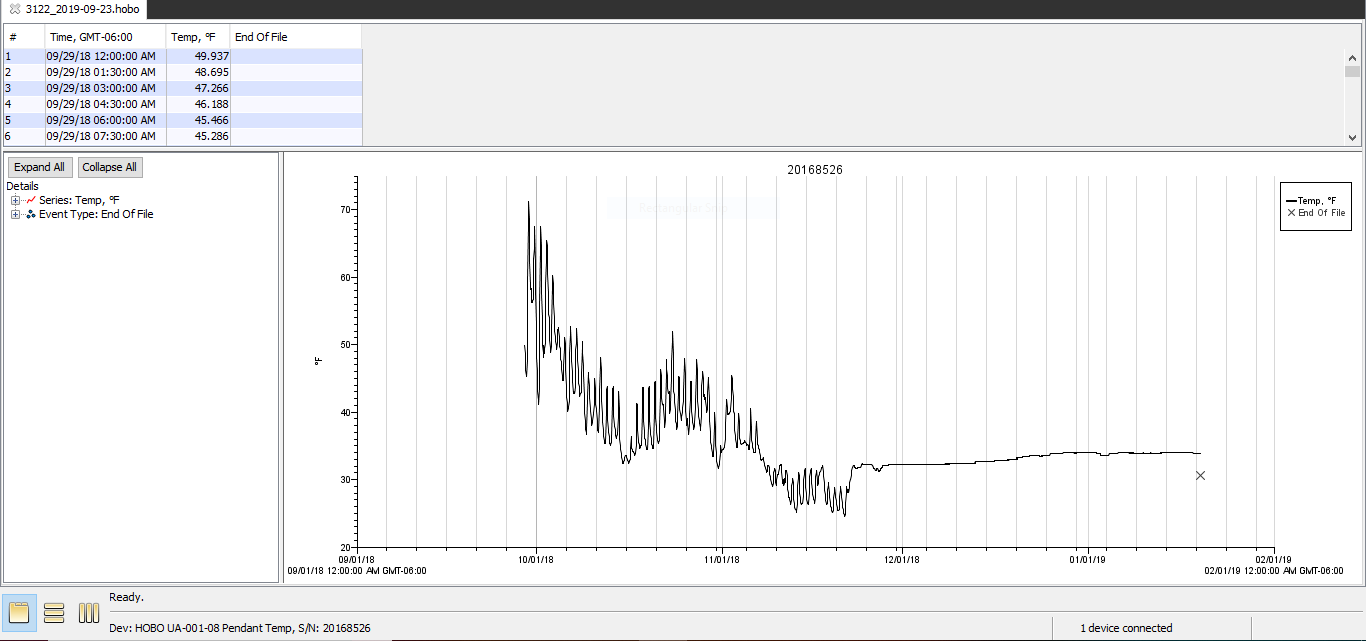 3122_2019-09-23.hobo
# Time, GMT-06:00 Temp, °F End Of File
1 09/29/18 12:00:00 AM 49.937
2 09/29/18 01:30:00 AM 48.695
3 09/29/18 03:00:00 AM 47.266
4 09/29/18 04:30:00 AM 46.188
5 09/29/18 06:00:00 AM 45.466
6 09/29/18 07:30:00 AM 45.286
Expand All Collapse All
Details
Series: Temp, °F
Event Type: End Of File
20168526
Rectangular Snip
Temp, °F
End Of File
70
60
50
°F
40
30
20
09/01/18 10/01/18 11/01/18 12/01/18 01/01/19 02/01/19
09/01/18 12:00:00 AM GMT-06:00 02/01/19 12:00:00 AM GMT-06:00
Ready.
Dev: HOBO UA-001-08 Pendant Temp, S/N: 20168526 1 device connected